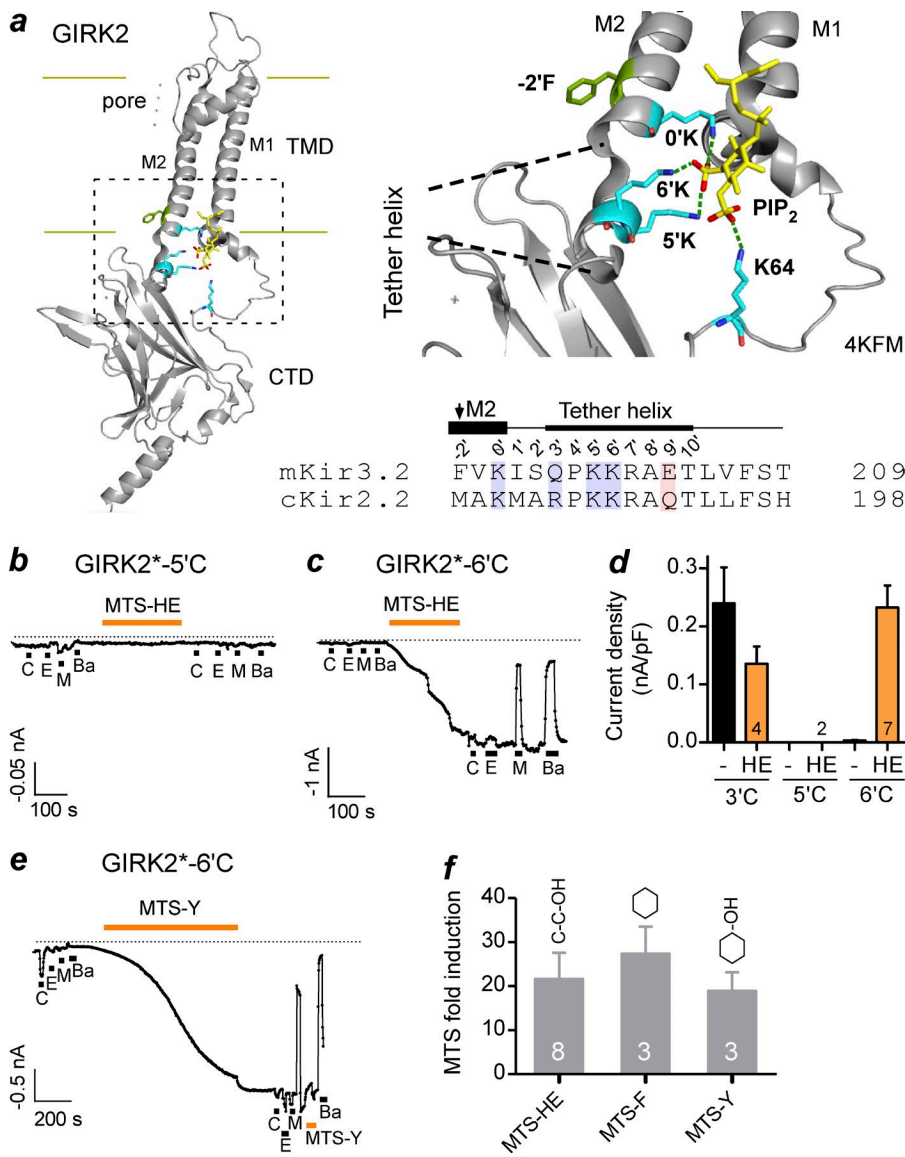 a
GIRK2
pore
M2
M1
TMD
CTD
M2
M1
-2'F
0'K
6'K
5'K
PIP2
K64
Tether helix
4KFM
M2 Tether helix
-2' 0' 1' 2' 3' 4' 5' 6' 7' 8' 9' 10'
mKir3.2 FVKISQPKKRAETLVFST 209
cKir2.2 MAKMARPKKRAQTLLFSH 198
b
GIRK2*-5'C
MTS-HE
C E M Ba C E M Ba
-0.05 nA
100 s
c
GIRK2*-6'C
MTS-HE
C E M Ba C E M Ba
-1 nA
100 s
d
Current density
(nA/pF)
0.3
0.2
0.1
0.0
4 2 7
- HE - HE - HE
3'C 5'C 6'C
e
GIRK2*-6'C
MTS-Y
C E M Ba C E M Ba
MTS-Y
-0.5 nA
200 s
f
MTS fold induction
40
30
20
10
0
C-C-OH
-OH
8 3 3
MTS-HE MTS-F MTS-Y